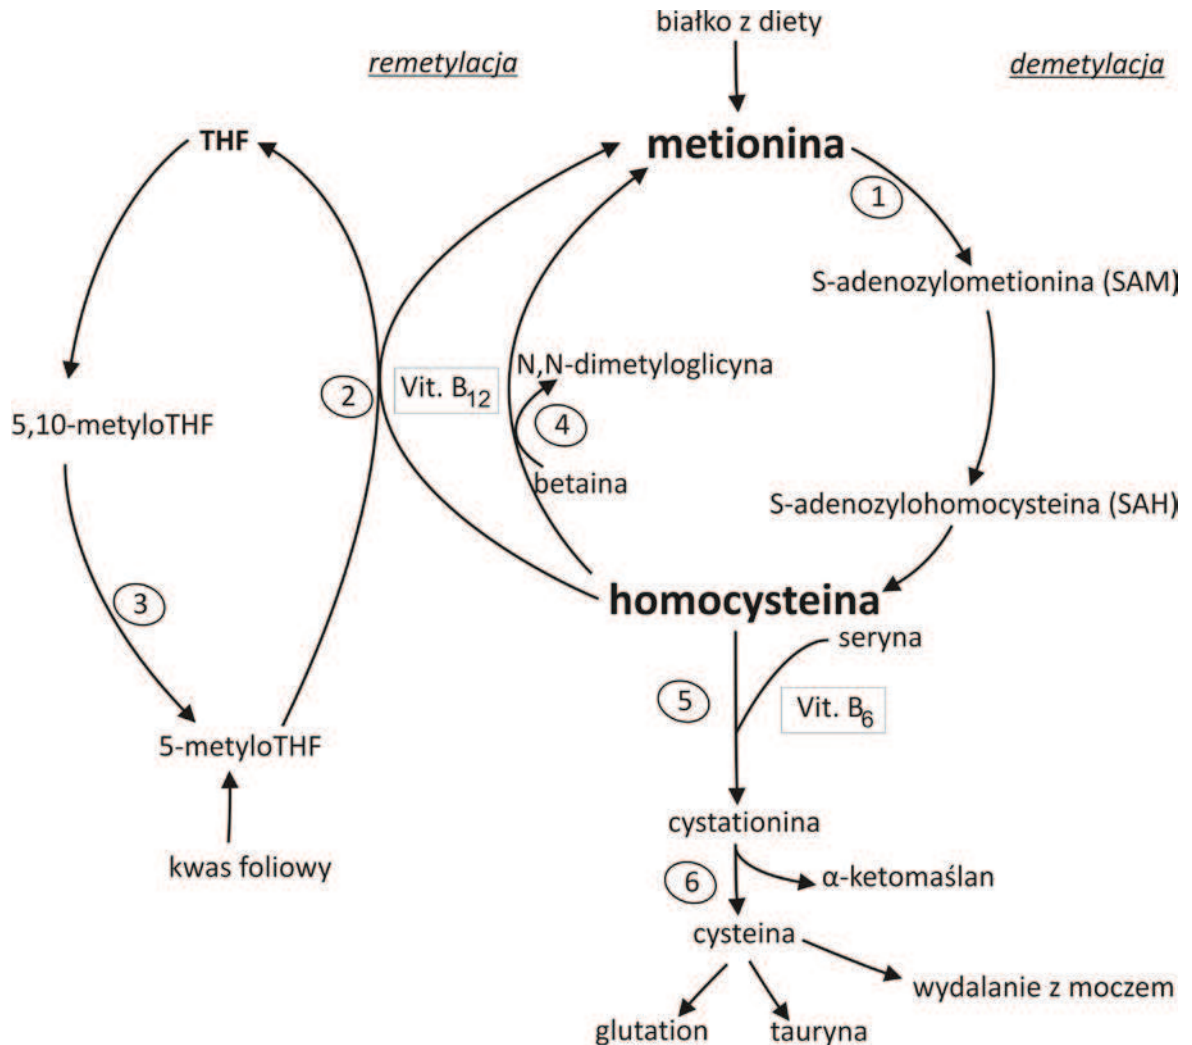 białko z diety
remetylacja
demetylacja
THF
metionina
1
S-adenozylometionina (SAM)
N,N-dimetyloglicyna
2
Vit. B12
5,10-metyloTHF
4
betaina
S-adenozylohomocysteina (SAH)
3
homocysteina
seryna
5
Vit. B6
5-metyloTHF
cystationina
kwas foliowy
6
α-ketomaślan
cysteina
wydalanie z moczem
glutation
tauryna